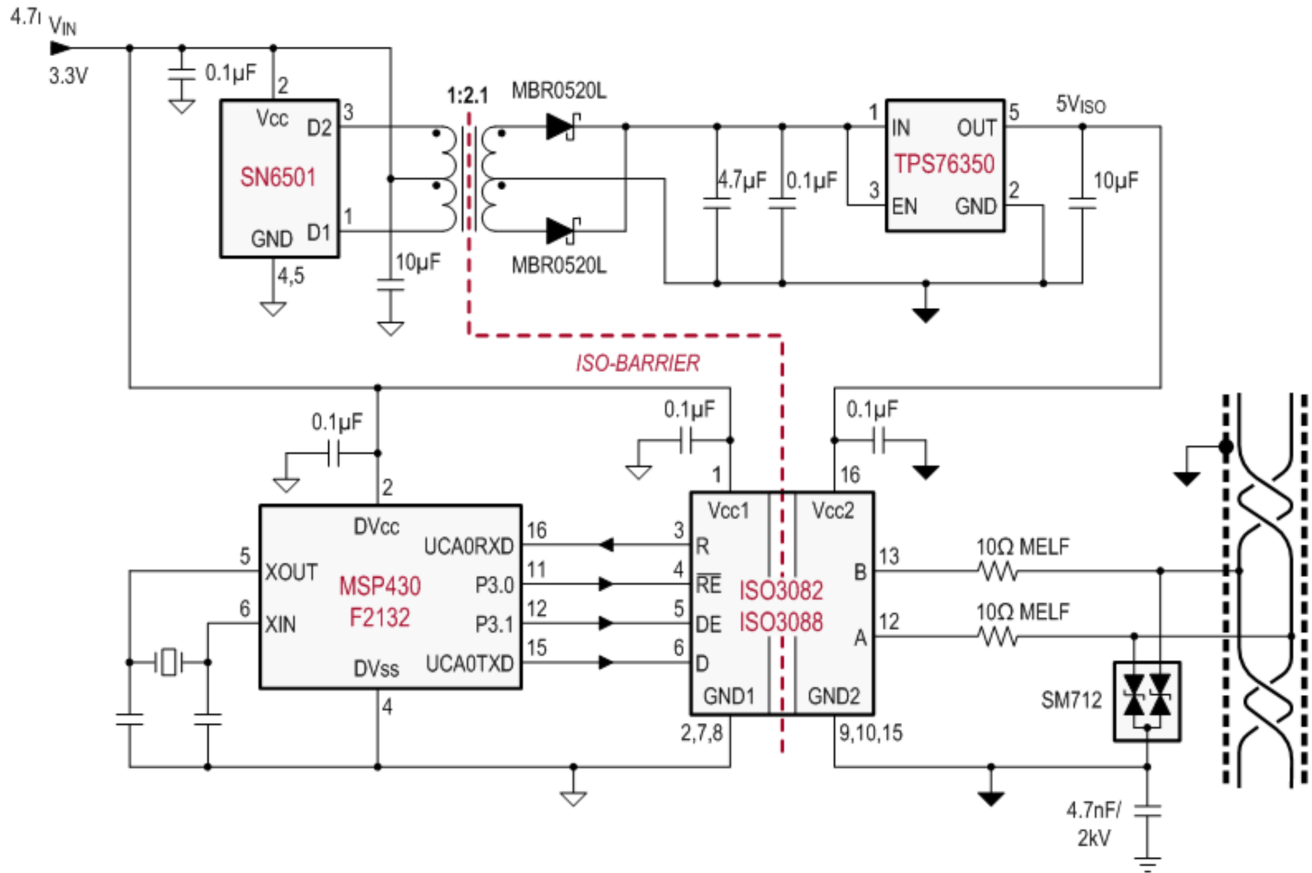 4.7
VIN
3.3V
0.1µF
2
Vcc
D2
3
SN6501
D1
1
GND
4,5
10µF
1:2.1
MBR0520L
MBR0520L
4.7µF
0.1µF
1
IN
OUT
5
TPS76350
3
EN
GND
2
5VISO
10µF
ISO-BARRIER
0.1µF
2
DVcc
5
XOUT
6
XIN
MSP430
F2132
UCA0RXD
16
P3.0
11
P3.1
12
UCA0TXD
15
DVss
4
0.1µF
1
0.1µF
16
Vcc1
Vcc2
3
R
4
RE
5
DE
6
D
ISO3082
ISO3088
B
13
A
12
GND1
GND2
2,7,8
9,10,15
10Ω MELF
10Ω MELF
SM712
4.7nF/
2kV